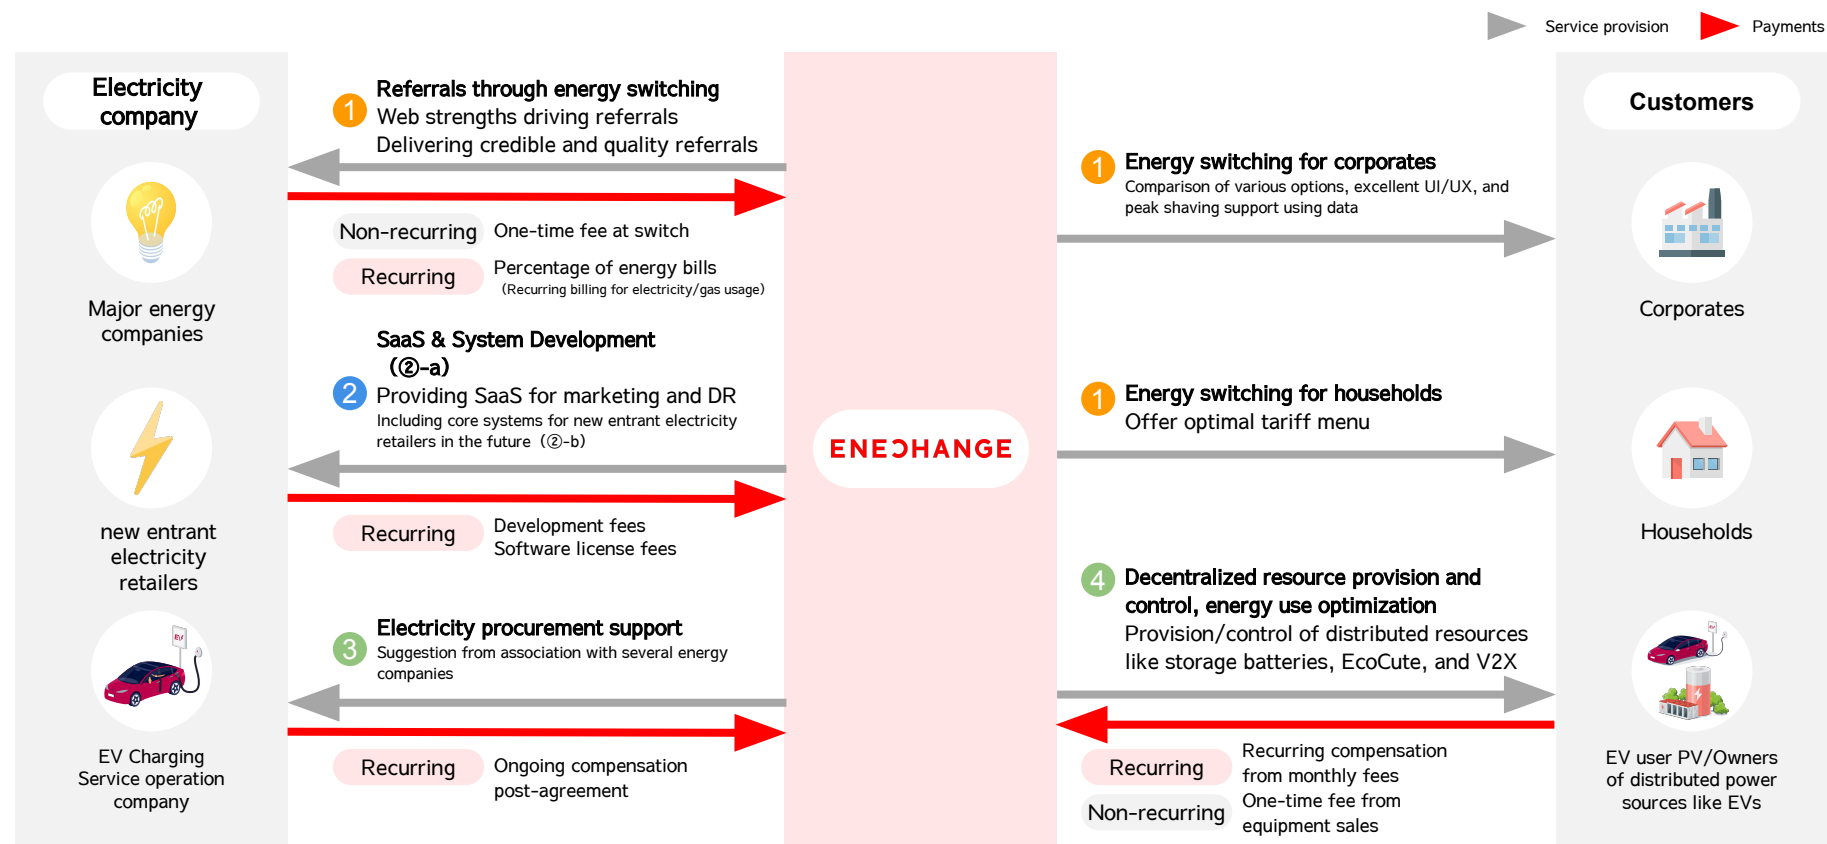 Service provision
Payments
Electricity
company
Major energy
companies
new entrant
electricity
retailers
EV
EV Charging
Service operation
company
1
Referrals through energy switching
Web strengths driving referrals
Delivering credible and quality referrals
Non-recurring
One-time fee at switch
Recurring
Percentage of energy bills
(Recurring billing for electricity/gas usage)
SaaS & System Development
(②-a)
2
Providing SaaS for marketing and DR
Including core systems for new entrant electricity
retailers in the future (②-b)
Recurring
Development fees
Software license fees
3
Electricity procurement support
Suggestion from association with several energy
companies
Recurring
Ongoing compensation
post-agreement
ENECHANGE
1
Energy switching for corporates
Comparison of various options, excellent UI/UX, and
peak shaving support using data
1
Energy switching for households
Offer optimal tariff menu
4
Decentralized resource provision and
control, energy use optimization
Provision/control of distributed resources
like storage batteries, EcoCute, and V2X
Recurring
Recurring compensation
from monthly fees
Non-recurring
One-time fee from
equipment sales
Customers
Corporates
Households
EV user PV/Owners
of distributed power
sources like EVs